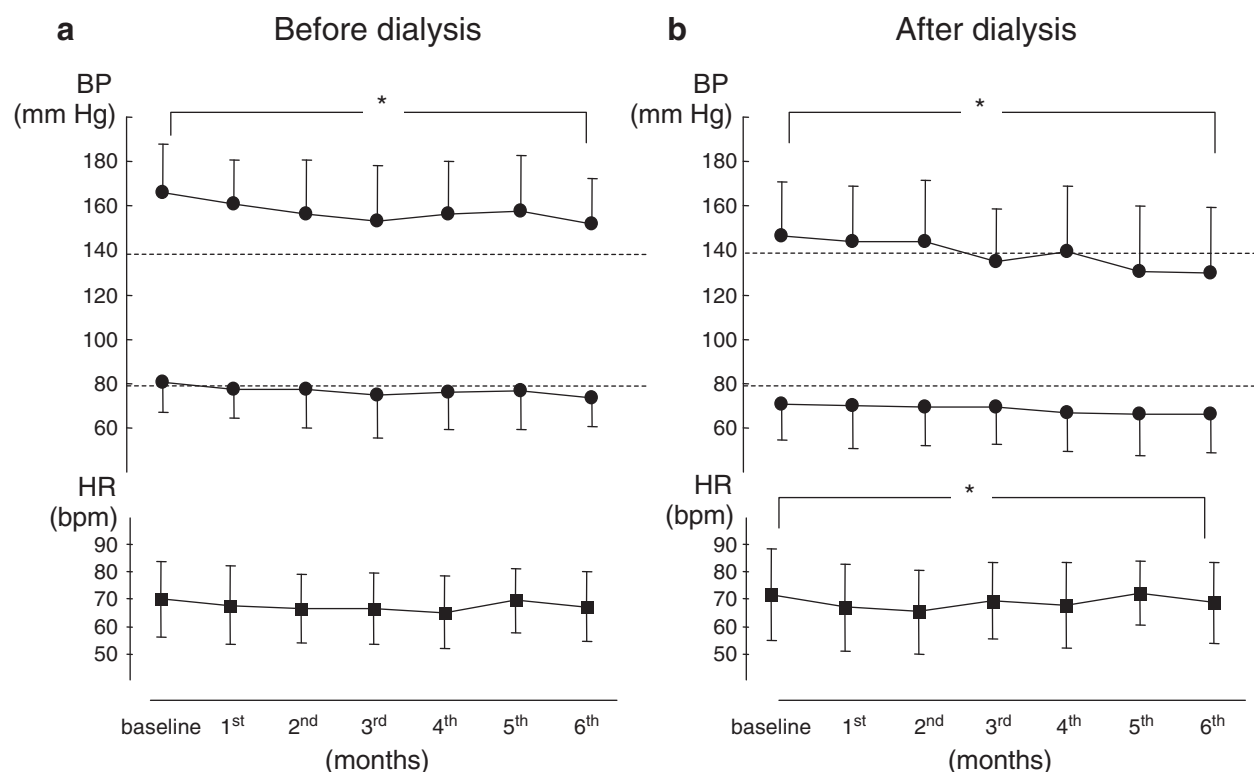 a Before dialysis
BP
(mm Hg)
*
180
160
140
120
100
80
60
HR
(bpm)
90
80
70
60
50
baseline 1st 2nd 3rd 4th 5th 6th
(months)
b After dialysis
BP
(mm Hg)
*
180
160
140
120
100
80
60
HR
(bpm)
*
90
80
70
60
50
baseline 1st 2nd 3rd 4th 5th 6th
(months)